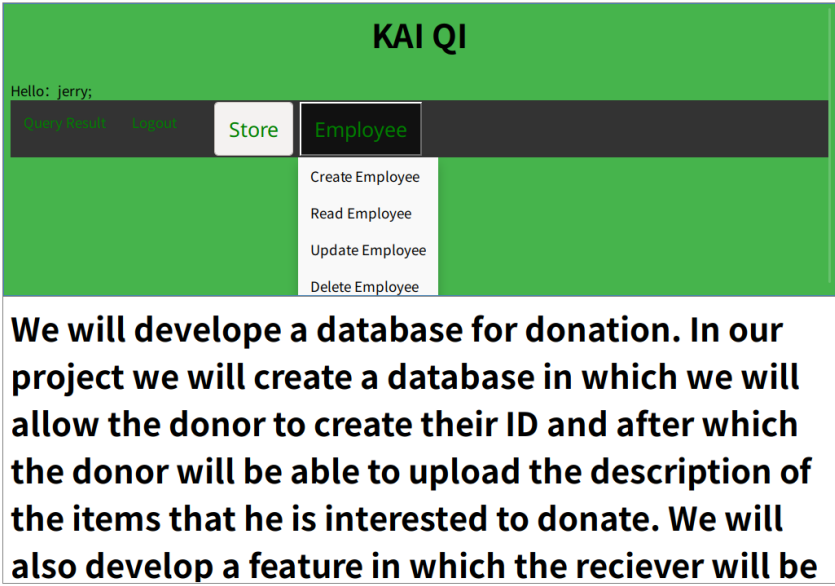 KAI QI
Hello：jerry;
Query Result Logout Store Employee
Create Employee
Read Employee
Update Employee
Delete Employee
We will develope a database for donation. In our
project we will create a database in which we will
allow the donor to create their ID and after which
the donor will be able to upload the description of
the items that he is interested to donate. We will
also develop a feature in which the reciever will be